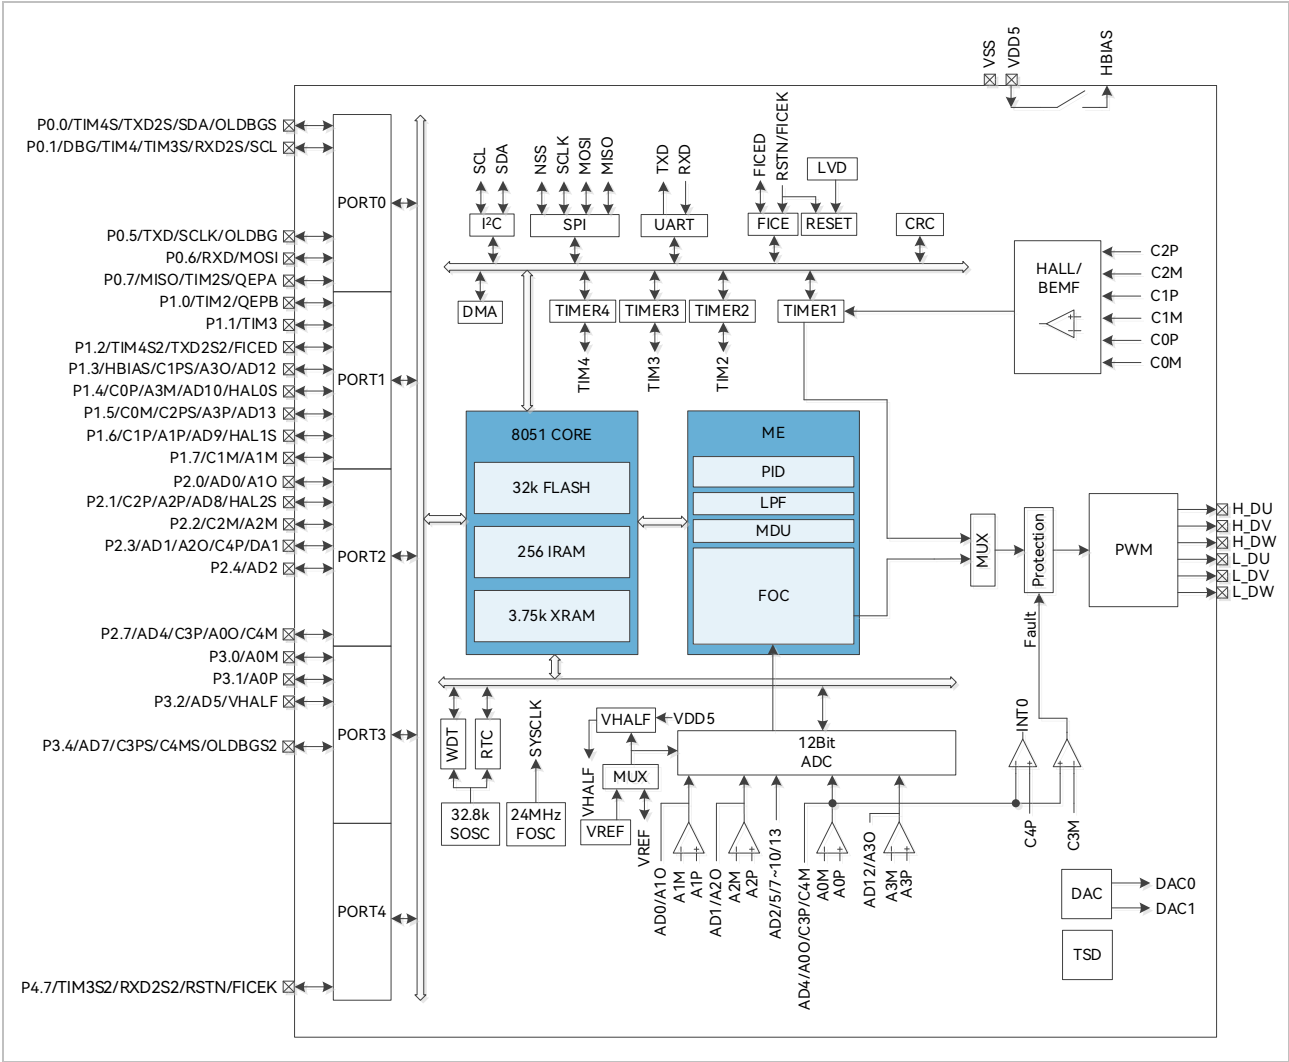 VSS
VDD5
HBIAS
P0.0/TIM4S/TXD2S/SDA/OLDBGS
P0.1/DBG/TIM4/TIM3S/RXD2S/SCL
PORT0
P0.5/TXD/SCLK/OLDBG
P0.6/RXD/MOSI
P0.7/MISO/TIM2S/QEPA
P1.0/TIM2/QEPB
P1.1/TIM3
P1.2/TIM4S2/TXD2S2/FICED
P1.3/HBIAS/C1PS/A3O/AD12
PORT1
P1.4/C0P/A3M/AD10/HAL0S
P1.5/C0M/C2PS/A3P/AD13
P1.6/C1P/A1P/AD9/HAL1S
P1.7/C1M/A1M
P2.0/AD0/A1O
P2.1/C2P/A2P/AD8/HAL2S
P2.2/C2M/A2M
P2.3/AD1/A2O/C4P/DA1
PORT2
P2.4/AD2
P2.7/AD4/C3P/A0O/C4M
P3.0/A0M
P3.1/A0P
P3.2/AD5/VHALF
PORT3
P3.4/AD7/C3PS/C4MS/OLDBGS2
PORT4
P4.7/TIM3S2/RXD2S2/RSTN/FICEK
SCL
SDA
NSS
SCLK
MOSI
MISO
TXD
RXD
FICED
RSTN/FICEK
LVD
I²C
SPI
UART
FICE
RESET
CRC
DMA
TIMER4
TIMER3
TIMER2
TIMER1
TIM4
TIM3
TIM2
HALL/
BEMF
C2P
C2M
C1P
C1M
C0P
C0M
8051 CORE
32k FLASH
256 IRAM
3.75k XRAM
ME
PID
LPF
MDU
FOC
MUX
Protection
Fault
PWM
H_DU
H_DV
H_DW
L_DU
L_DV
L_DW
WDT
RTC
SYSCLK
32.8k
SOSC
24MHz
FOSC
VHALF
VDD5
VHALF
MUX
VREF
VREF
12Bit
ADC
AD0/A1O
A1M
A1P
AD1/A2O
A2M
A2P
AD2/5/7~10/13
AD4/A0O/C3P/C4M
A0M
A0P
AD12/A3O
A3M
A3P
INT0
C4P
C3M
DAC
DAC0
DAC1
TSD